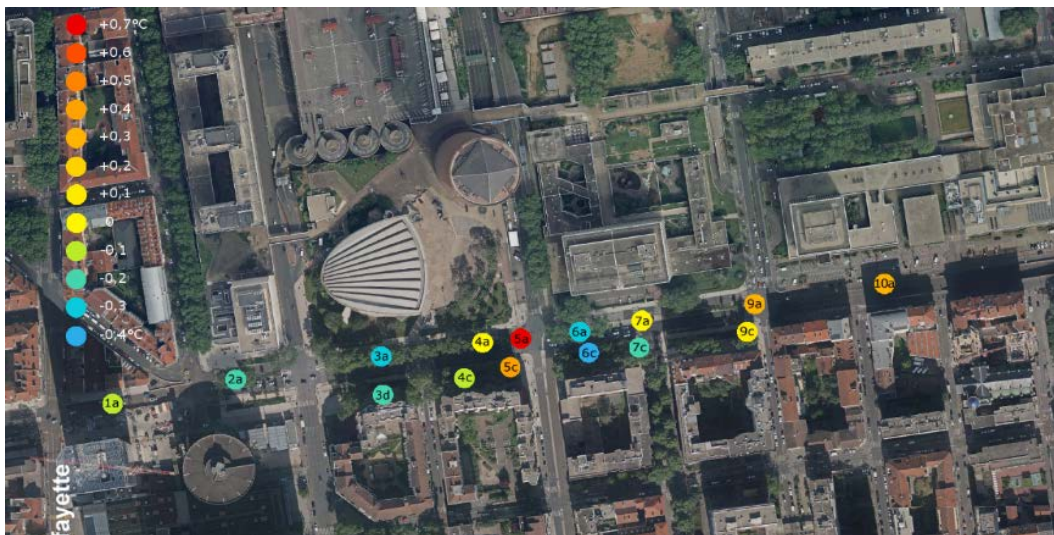 +0,7°C
+0,6
+0,5
+0,4
+0,3
+0,2
+0,1
0
-0,1
-0,2
-0,3
-0,4°C
10a
9a
7a
6a
9c
5a
4a
7c
6c
3a
5c
4c
2a
3d
1a
fayette